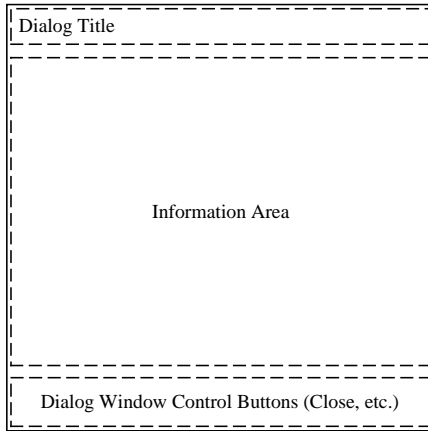 Dialog Title
Information Area
Dialog Window Control Buttons (Close, etc.)